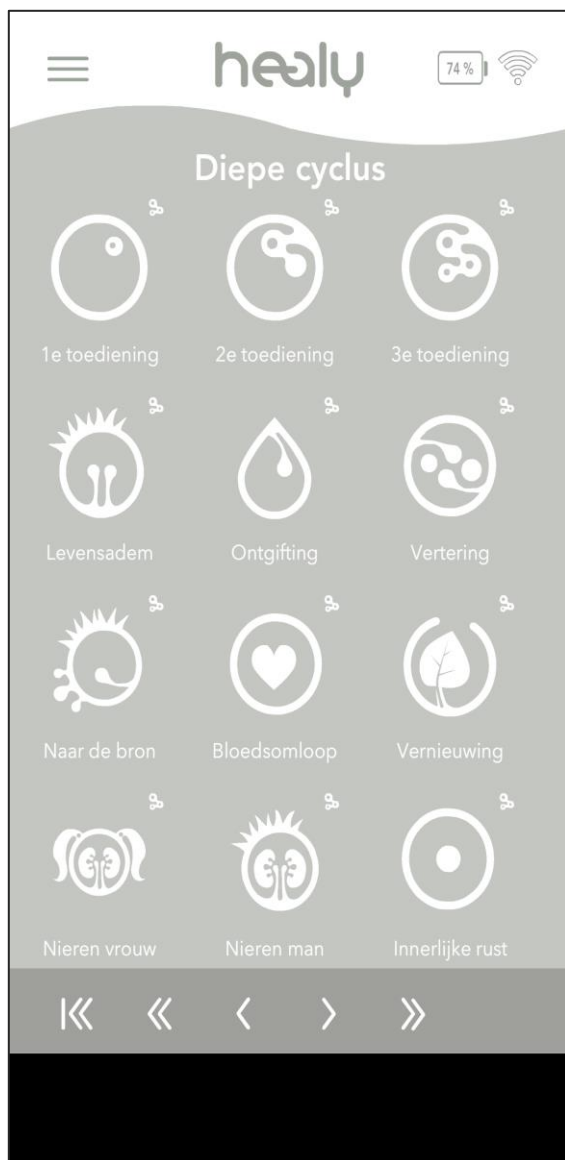 healy
74 %
Diepe cyclus
1e toediening 2e toediening 3e toediening
Levensadem Ontgifting Vertering
Naar de bron Bloedsomloop Vernieuwing
Nieren vrouw Nieren man Innerlijke rust